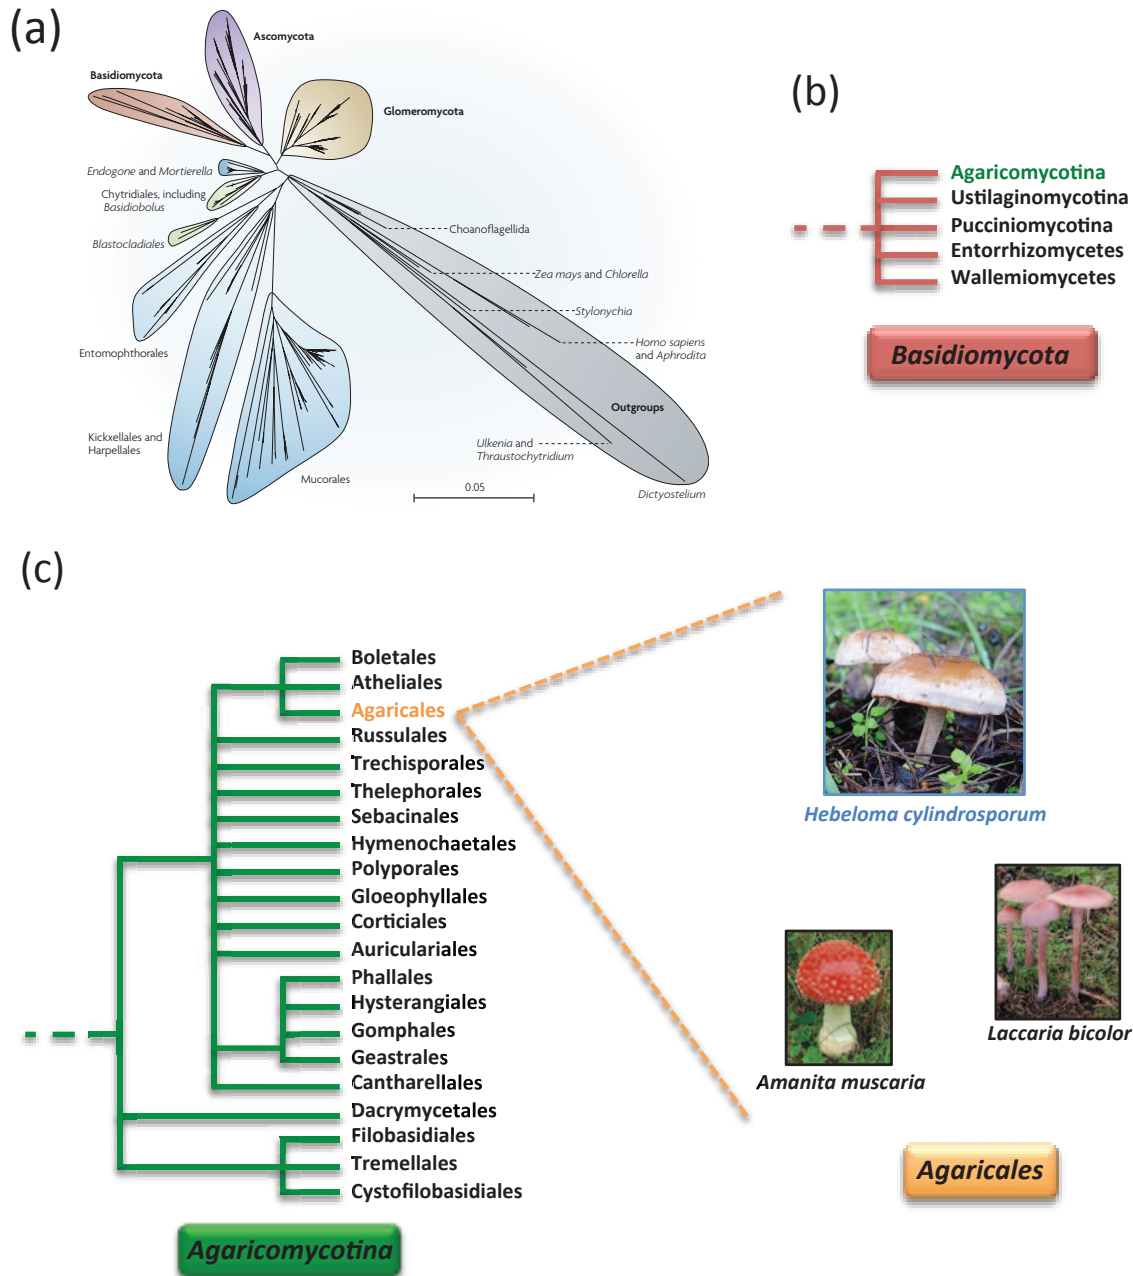 (a)
Ascomycota
Basidiomycota
Glomeromycota
Endogone and Mortierella
Chytridiales, including
Basidiobolus
Blastocladiales
Choanoflagellida
Zea mays and Chlorella
Stylonychia
Entomophthorales
Homo sapiens
and Aphrodita
Outgroups
Kickxellales and
Harpellales
Ulkenia and
Thraustochytridium
Mucorales
0.05
Dictyostelium
(b)
Agaricomycotina
Ustilaginomycotina
Pucciniomycotina
Entorrhizomycetes
Wallemiomycetes
Basidiomycota
(c)
Boletales
Atheliales
Agaricales
Russulales
Trechisporales
Thelephorales
Sebacinales
Hymenochaetales
Polyporales
Gloeophyllales
Corticiales
Auriculariales
Phallales
Hysterangiales
Gomphales
Geastrales
Cantharellales
Dacrymycetales
Filobasidiales
Tremellales
Cystofilobasidiales
Agaricomycotina
Hebeloma cylindrosporum
Laccaria bicolor
Amanita muscaria
Agaricales